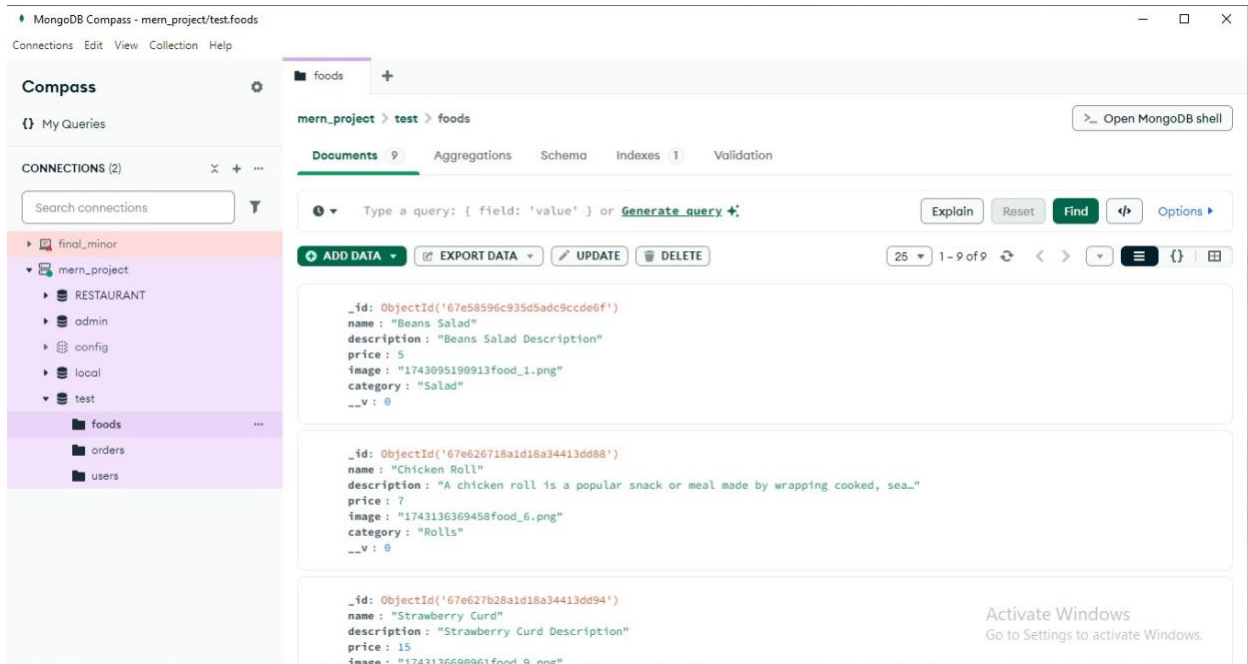 MongoDB Compass - mern_project/test.foods
Connections Edit View Collection Help
Compass
{} My Queries
CONNECTIONS (2)
Search connections
final_minor
mern_project
RESTAURANT
admin
config
local
test
foods
orders
users
foods
mern_project > test > foods
>_ Open MongoDB shell
Documents 9 Aggregations Schema Indexes 1 Validation
Type a query: { field: 'value' } or Generate query
Explain Reset Find </> Options
ADD DATA EXPORT DATA UPDATE DELETE
25 1 - 9 of 9 {}
_id: ObjectId('67e58596c935d5adc9ccde6f')
name : "Beans Salad"
description : "Beans Salad Description"
price : 5
image : "1743095190913food_1.png"
category : "Salad"
__v : 0
_id: ObjectId('67e626718a1d18a34413dd88')
name : "Chicken Roll"
description : "A chicken roll is a popular snack or meal made by wrapping cooked, sea…"
price : 7
image : "1743136369458food_6.png"
category : "Rolls"
__v : 0
_id: ObjectId('67e627b28a1d18a34413dd94')
name : "Strawberry Curd"
description : "Strawberry Curd Description"
price : 15
image : "1743136690961food_9.png"
Activate Windows
Go to Settings to activate Windows.